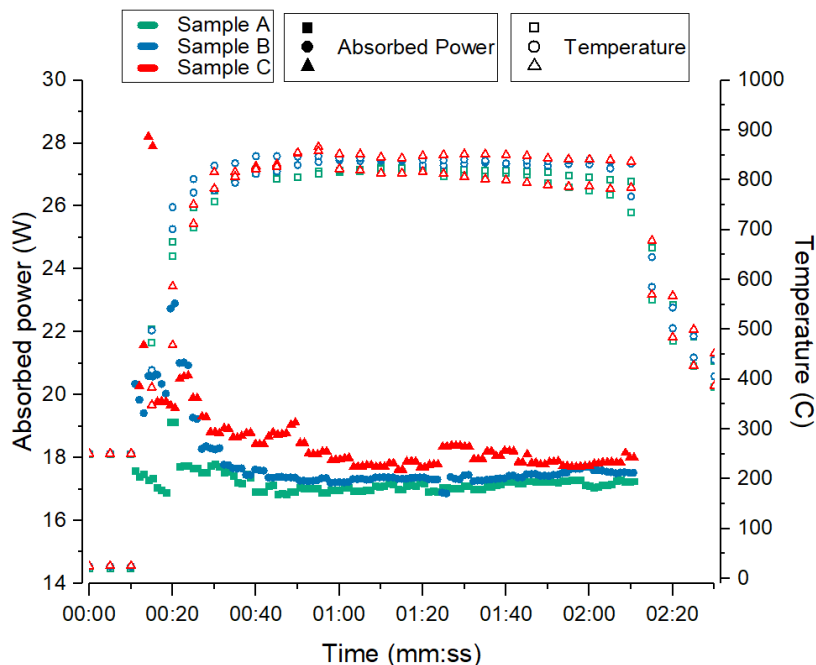 Sample A
Sample B
Sample C
Absorbed Power
Temperature
30
28
26
24
22
20
18
16
14
Absorbed power (W)
1000
900
800
700
600
500
400
300
200
100
0
Temperature (C)
00:00 00:20 00:40 01:00 01:20 01:40 02:00 02:20
Time (mm:ss)